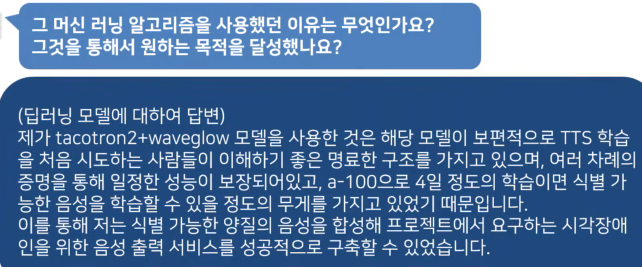 그 머신 러닝 알고리즘을 사용했던 이유는 무엇인가요?
그것을 통해서 원하는 목적을 달성했나요?
(딥러닝 모델에 대하여 답변)
제가 tacotron2+waveglow 모델을 사용한 것은 해당 모델이 보편적으로 TTS 학습
을 처음 시도하는 사람들이 이해하기 좋은 명료한 구조를 가지고 있으며, 여러 차례의
증명을 통해 일정한 성능이 보장되어있고, a-100으로 4일 정도의 학습이면 식별 가
능한 음성을 학습할 수 있을 정도의 무게를 가지고 있었기 때문입니다.
이를 통해 저는 식별 가능한 양질의 음성을 합성해 프로젝트에서 요구하는 시각장애
인을 위한 음성 출력 서비스를 성공적으로 구축할 수 있었습니다.